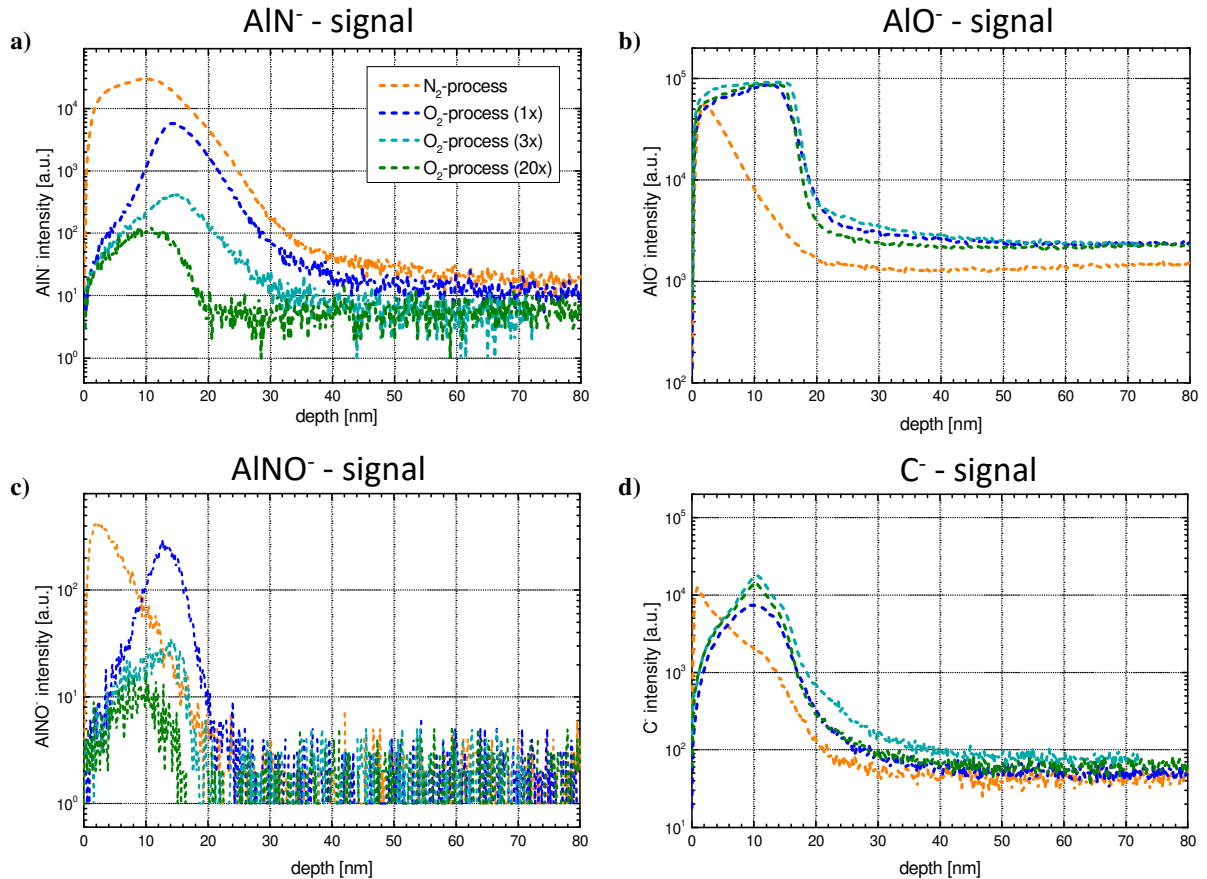 AlN⁻ - signal
a)
10⁴
10³
10²
10¹
10⁰
AlN⁻ intensity [a.u.]
N₂-process
O₂-process (1x)
O₂-process (3x)
O₂-process (20x)
0 10 20 30 40 50 60 70 80
depth [nm]
AlO⁻ - signal
b)
10⁵
10⁴
10³
10²
AlO⁻ intensity [a.u.]
0 10 20 30 40 50 60 70 80
depth [nm]
AlNO⁻ - signal
c)
10²
10¹
10⁰
AlNO⁻ intensity [a.u.]
0 10 20 30 40 50 60 70 80
depth [nm]
C⁻ - signal
d)
10⁵
10⁴
10³
10²
10¹
C⁻ intensity [a.u.]
0 10 20 30 40 50 60 70 80
depth [nm]